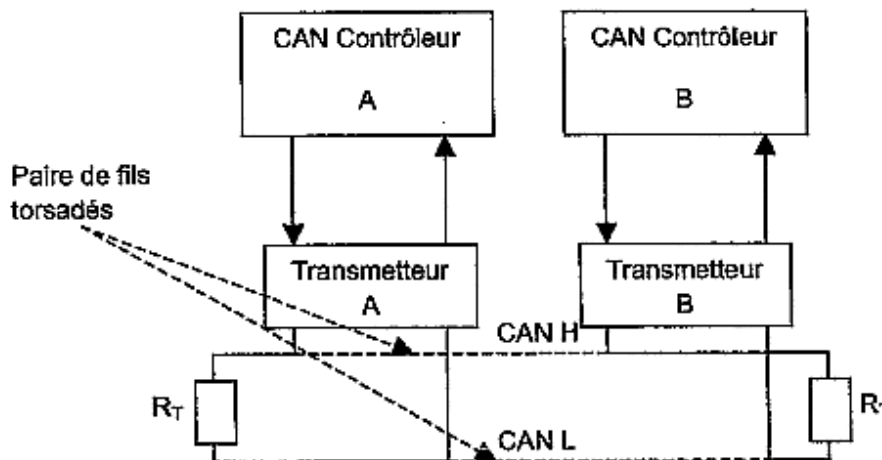 CAN Contrôleur
A
CAN Contrôleur
B
Paire de fils
torsadés
Transmetteur
A
Transmetteur
B
CAN H
RT
R
CAN L